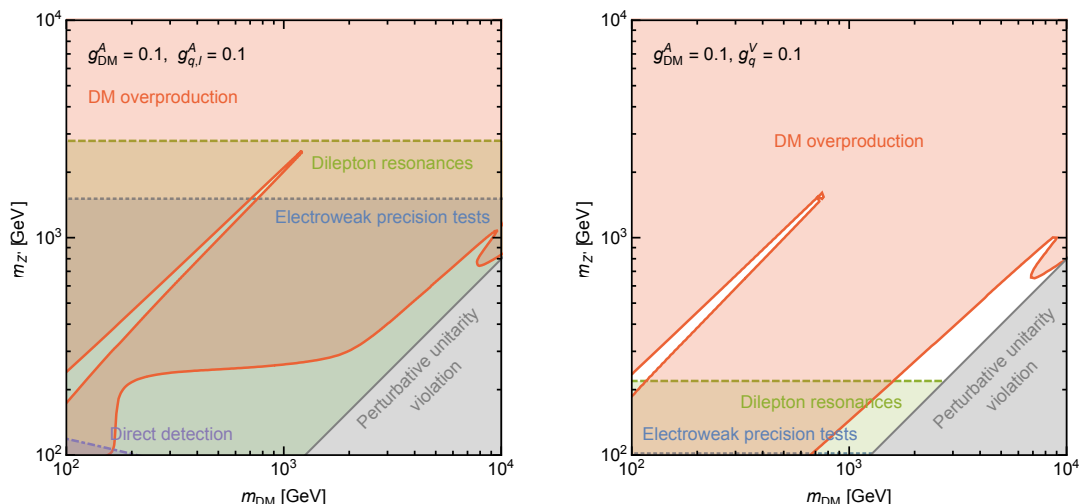 g^A_DM = 0.1, g^A_q,l = 0.1
DM overproduction
Dilepton resonances
Electroweak precision tests
Perturbative unitarity
violation
Direct detection
10^4
10^3
10^2
m_Z' [GeV]
10^2 10^3 10^4
m_DM [GeV]
g^A_DM = 0.1, g^V_q = 0.1
DM overproduction
Dilepton resonances
Electroweak precision tests
Perturbative unitarity
violation
10^4
10^3
10^2
m_Z' [GeV]
10^2 10^3 10^4
m_DM [GeV]